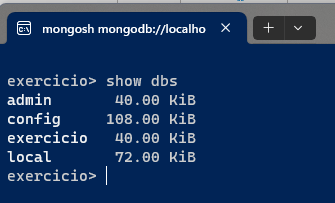 mongosh mongodb://localho
exercicio> show dbs
admin 40.00 KiB
config 108.00 KiB
exercicio 40.00 KiB
local 72.00 KiB
exercicio>